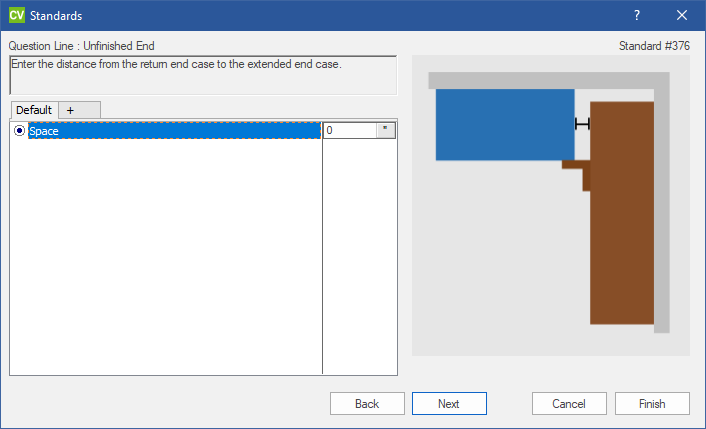 CV Standards ?
Question Line : Unfinished End Standard #376
Enter the distance from the return end case to the extended end case.
Default +
Space 0 "
Back Next Cancel Finish